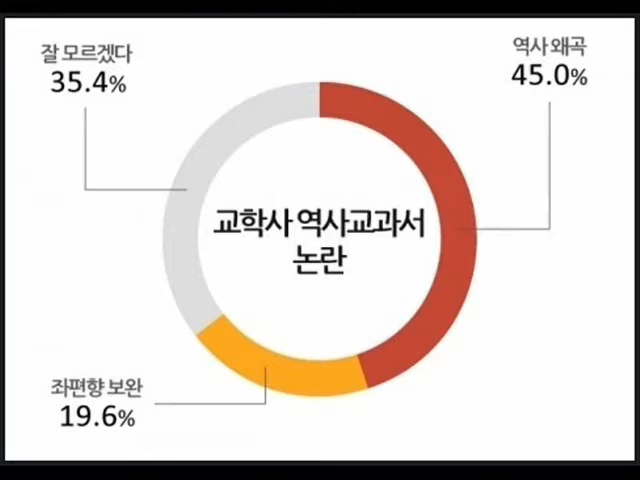 잘 모르겠다
35.4%
역사 왜곡
45.0%
교학사 역사교과서
논란
좌편향 보완
19.6%